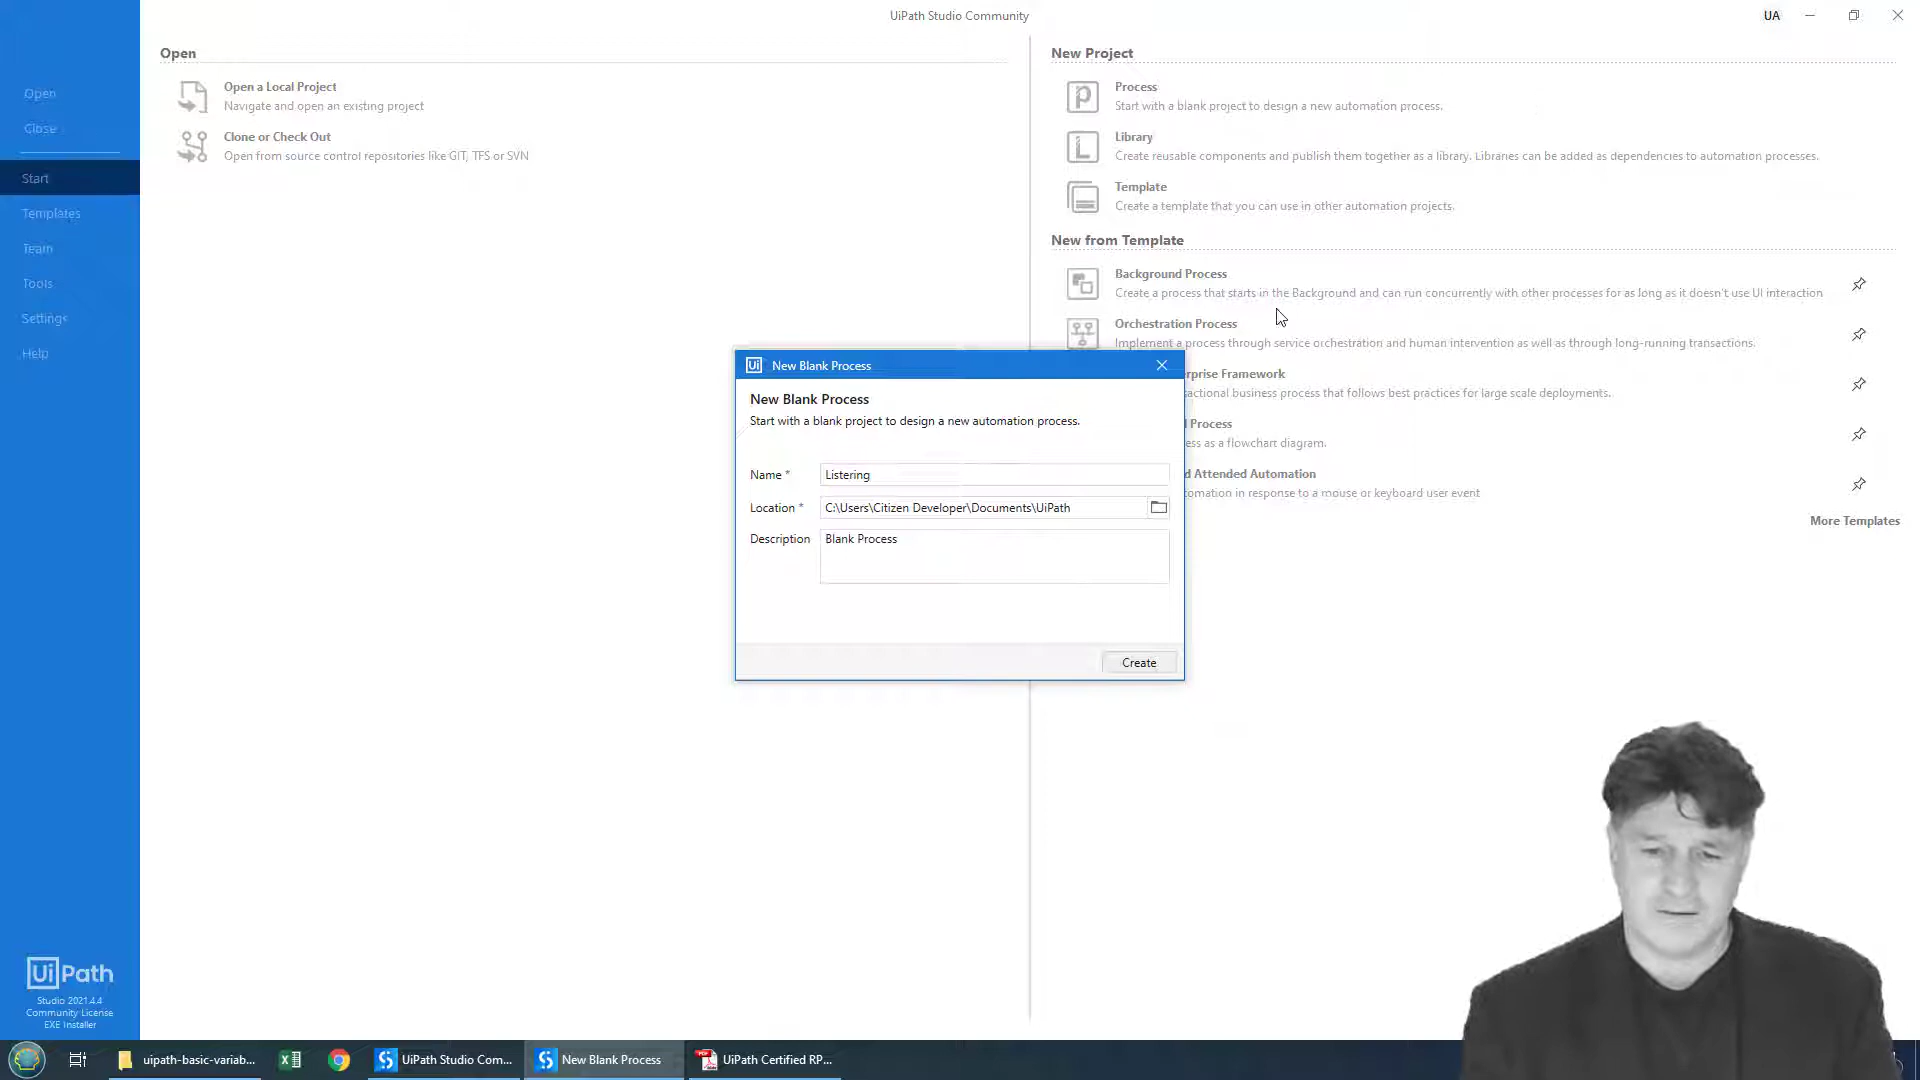 UiPath Studio Community
UA
Open
Close
Start
Templates
Team
Tools
Settings
Help
UiPath
Studio 2021.4.4
Community License
EXE Installer
Open
Open a Local Project
Navigate and open an existing project
Clone or Check Out
Open from source control repositories like GIT, TFS or SVN
New Project
Process
Start with a blank project to design a new automation process.
Library
Create reusable components and publish them together as a library. Libraries can be added as dependencies to automation processes.
Template
Create a template that you can use in other automation projects.
New from Template
Background Process
Create a process that starts in the Background and can run concurrently with other processes for as long as it doesn't use UI interaction
Orchestration Process
Implement a process through service orchestration and human intervention as well as through long-running transactions.
erprise Framework
sactional business process that follows best practices for large scale deployments.
Process
ess as a flowchart diagram.
d Attended Automation
tomation in response to a mouse or keyboard user event
More Templates
Ui New Blank Process
New Blank Process
Start with a blank project to design a new automation process.
Name * Listering
Location * C:\Users\Citizen Developer\Documents\UiPath
Description Blank Process
Create
uipath-basic-variab...
UiPath Studio Com...
New Blank Process
UiPath Certified RP...